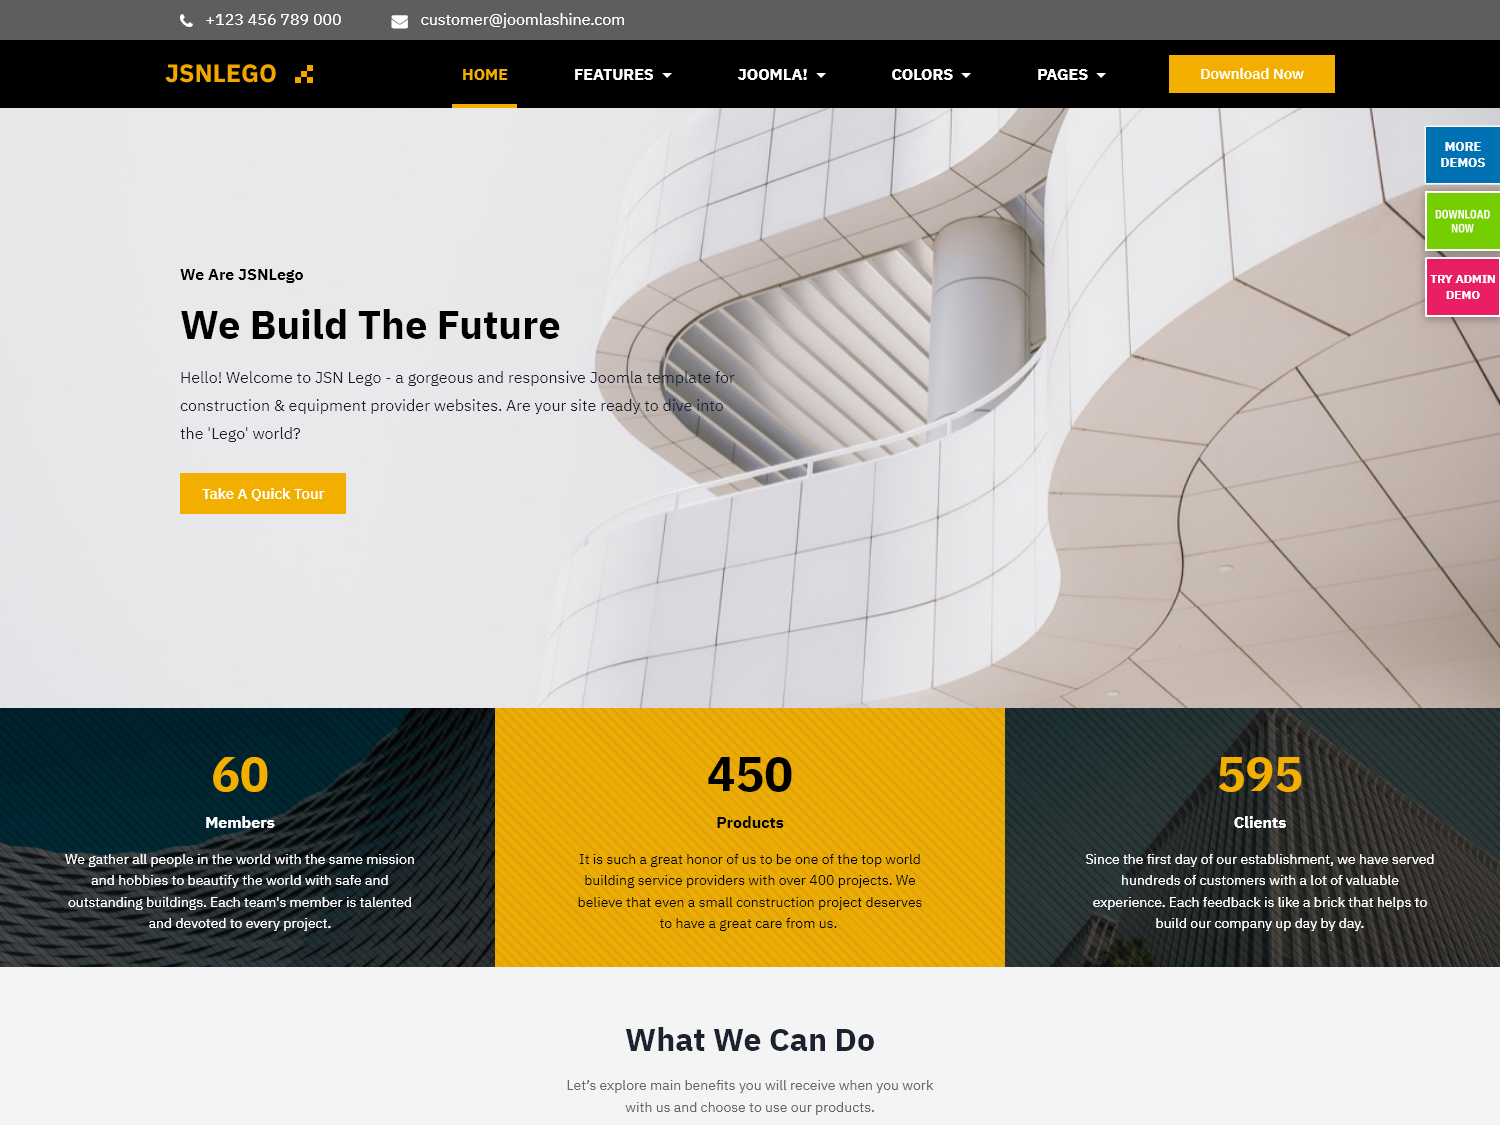 +123 456 789 000
customer@joomlashine.com
JSNLEGO
HOME
FEATURES
JOOMLA!
COLORS
PAGES
Download Now
MORE
DEMOS
DOWNLOAD
NOW
TRY ADMIN
DEMO
We Are JSNLego
We Build The Future
Hello! Welcome to JSN Lego - a gorgeous and responsive Joomla template for
construction & equipment provider websites. Are your site ready to dive into
the 'Lego' world?
Take A Quick Tour
60
Members
We gather all people in the world with the same mission
and hobbies to beautify the world with safe and
outstanding buildings. Each team's member is talented
and devoted to every project.
450
Products
It is such a great honor of us to be one of the top world
building service providers with over 400 projects. We
believe that even a small construction project deserves
to have a great care from us.
595
Clients
Since the first day of our establishment, we have served
hundreds of customers with a lot of valuable
experience. Each feedback is like a brick that helps to
build our company up day by day.
What We Can Do
Let’s explore main benefits you will receive when you work
with us and choose to use our products.